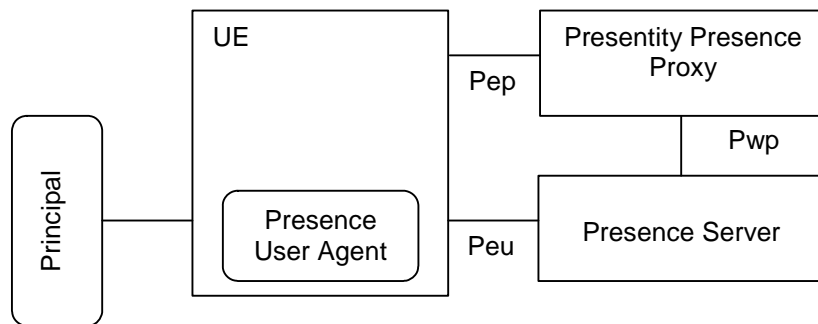 UE
Presentity Presence
Proxy
Pep
Pwp
Principal
Presence
User Agent
Peu
Presence Server